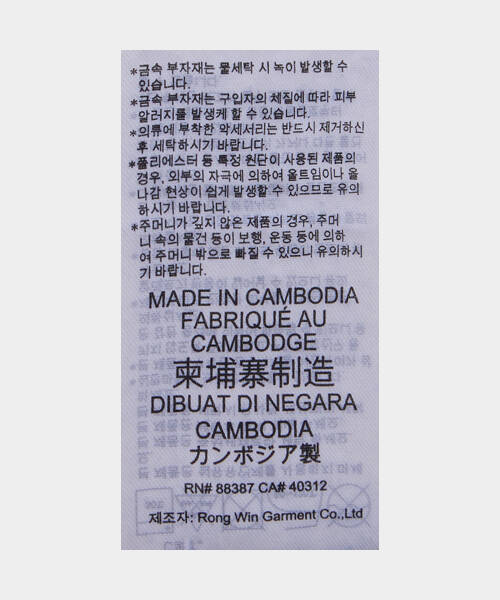 *금속 부자재는 물세탁 시 녹이 발생할 수
있습니다.
*금속 부자재는 구입자의 체질에 따라 피부
알러지를 발생케 할 수 있습니다.
*의류에 부착한 악세서리는 반드시 제거하신
후 세탁하시기 바랍니다.
*폴리에스터 등 특정 원단이 사용된 제품의
경우, 외부의 자극에 의하여 올트임이나 올
나감 현상이 쉽게 발생할 수 있으므로 유의
하시기 바랍니다.
*주머니가 깊지 않은 제품의 경우, 주머
니 속의 물건 등이 보행, 운동 등에 의하
여 주머니 밖으로 빠질 수 있으니 유의하시
기 바랍니다.
MADE IN CAMBODIA
FABRIQUÉ AU
CAMBODGE
柬埔寨制造
DIBUAT DI NEGARA
CAMBODIA
カンボジア製
RN# 88387 CA# 40312
제조자: Rong Win Garment Co.,Ltd